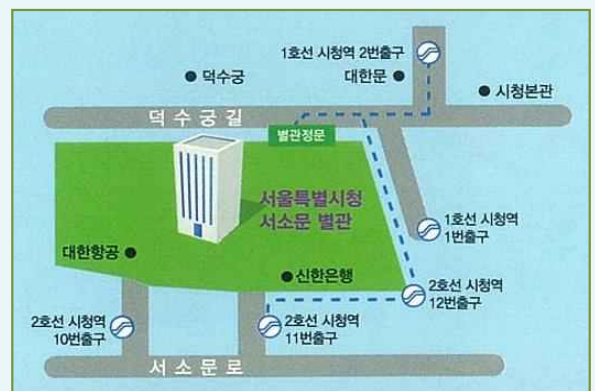 1호선 시청역 2번출구
덕수궁
대한문
시청본관
덕수궁길
별관정문
서울특별시청
서소문 별관
1호선 시청역
1번출구
대한항공
신한은행
2호선 시청역
12번출구
2호선 시청역
10번출구
2호선 시청역
11번출구
서소문로